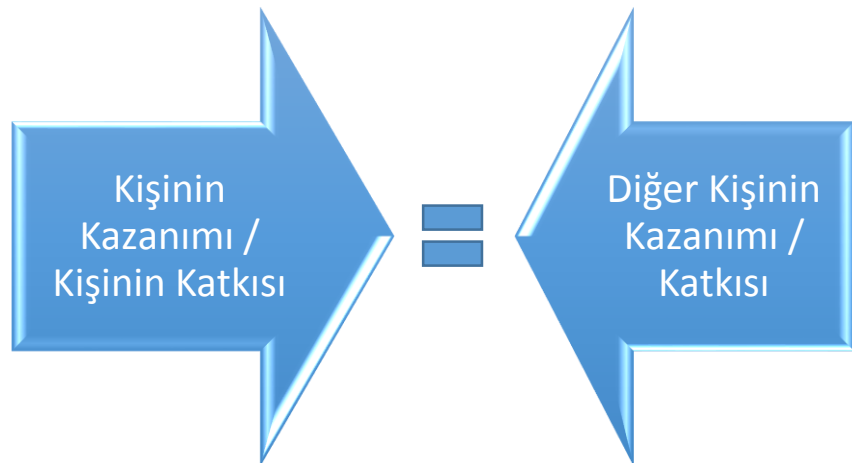 Kişinin
Kazanımı /
Kişinin Katkısı
=
Diğer Kişinin
Kazanımı /
Katkısı